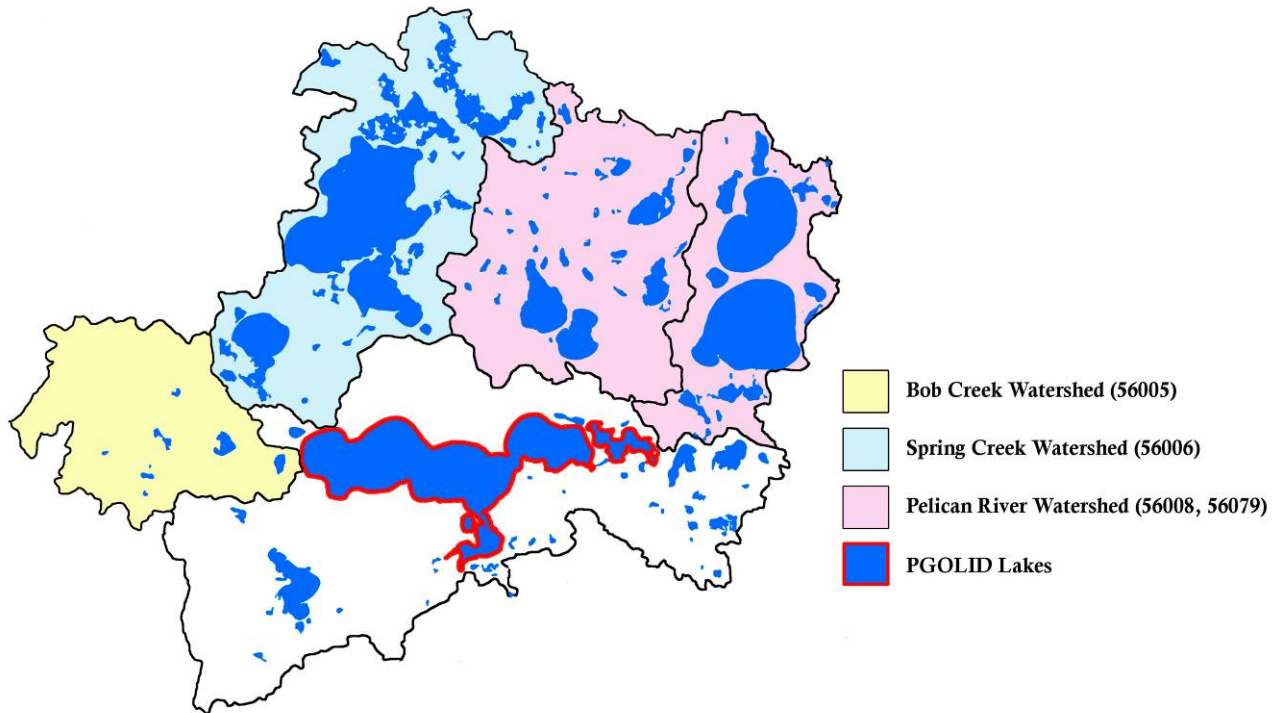 Bob Creek Watershed (56005)
Spring Creek Watershed (56006)
Pelican River Watershed (56008, 56079)
PGOLID Lakes